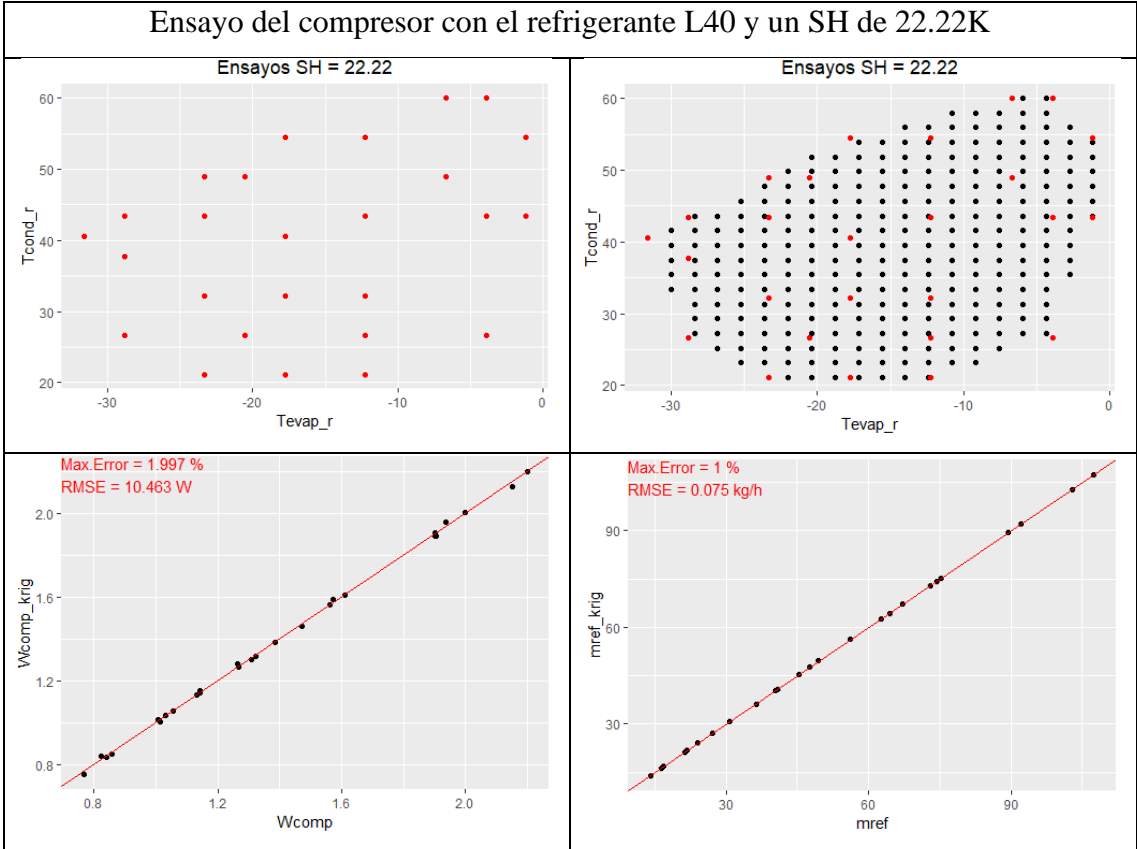 Ensayo del compresor con el refrigerante L40 y un SH de 22.22K
Ensayos SH = 22.22
60
50
40
30
20
Tcond_r
-30
-20
-10
0
Tevap_r
Ensayos SH = 22.22
60
50
40
30
20
Tcond_r
-30
-20
-10
0
Tevap_r
Max.Error = 1.997 %
RMSE = 10.463 W
2.0
1.6
1.2
0.8
Wcomp_krig
0.8
1.2
1.6
2.0
Wcomp
Max.Error = 1 %
RMSE = 0.075 kg/h
90
60
30
mref_krig
30
60
90
mref